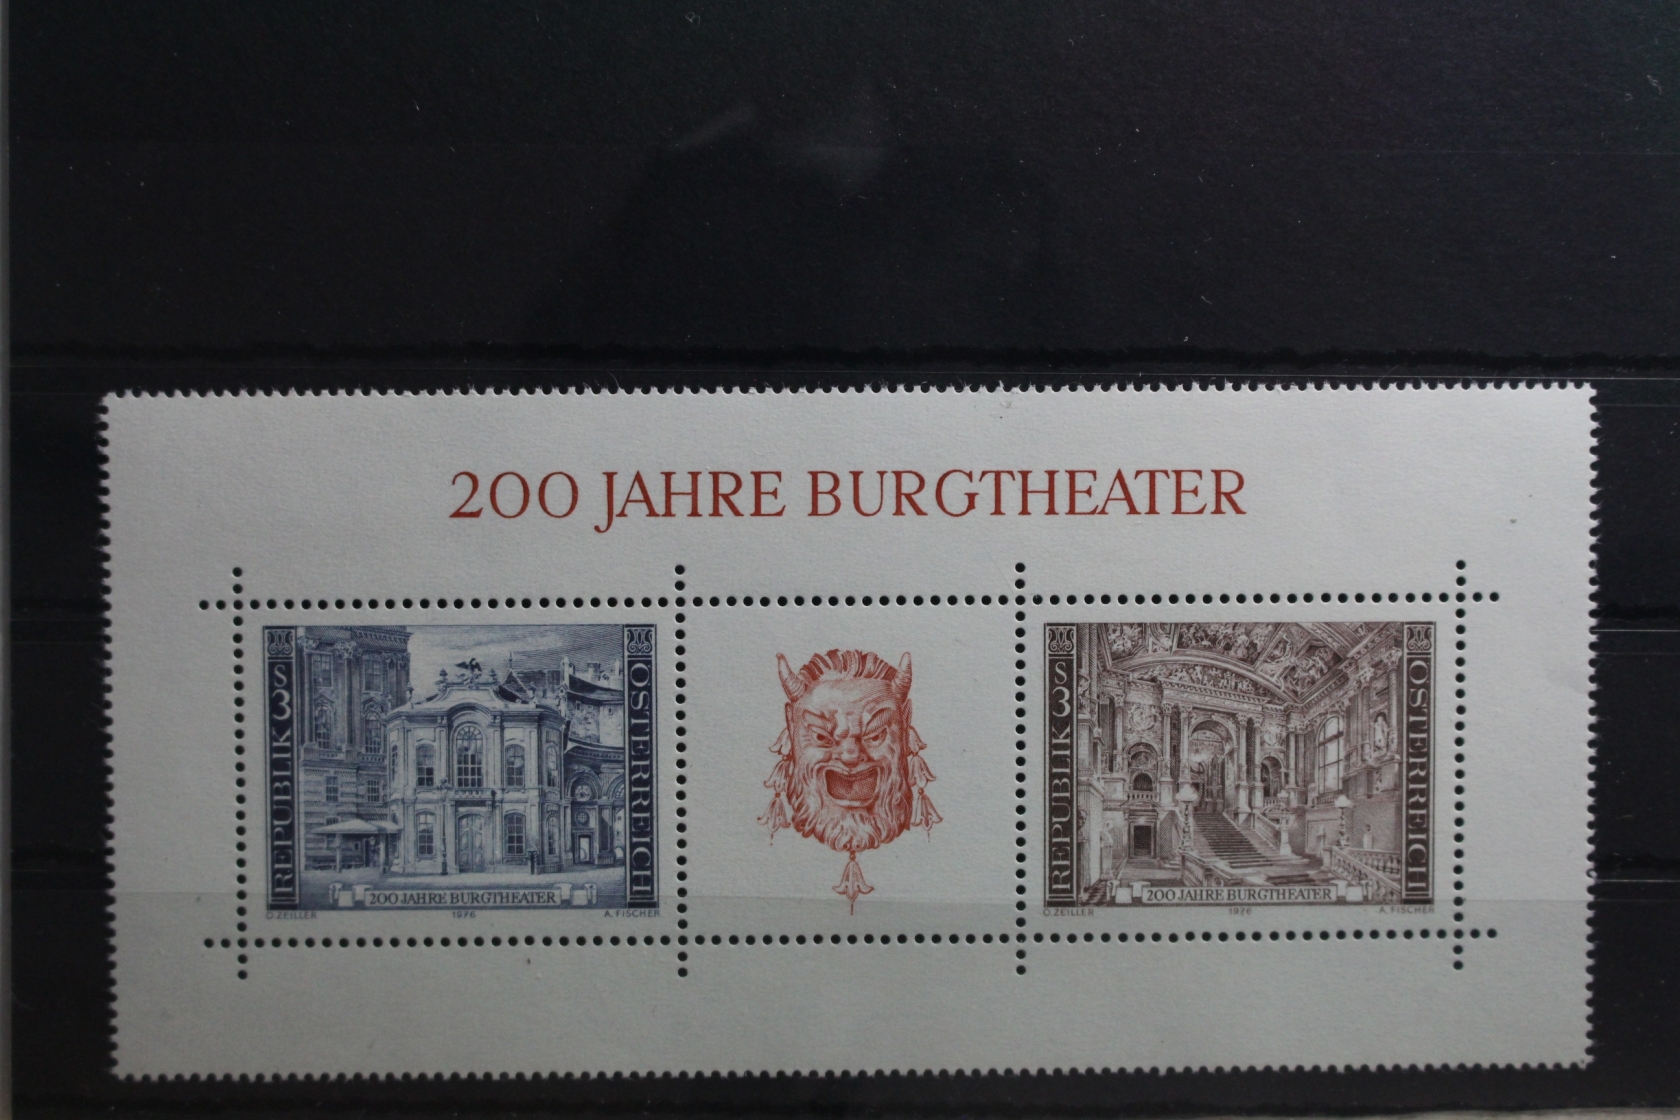 200 JAHRE BURGTHEATER
REPUBLIK S3
ÖSTERREICH
200 JAHRE BURGTHEATER
O. ZEILLER 1976 A. FISCHER
REPUBLIK S3
ÖSTERREICH
200 JAHRE BURGTHEATER
O. ZEILLER 1976 A. FISCHER